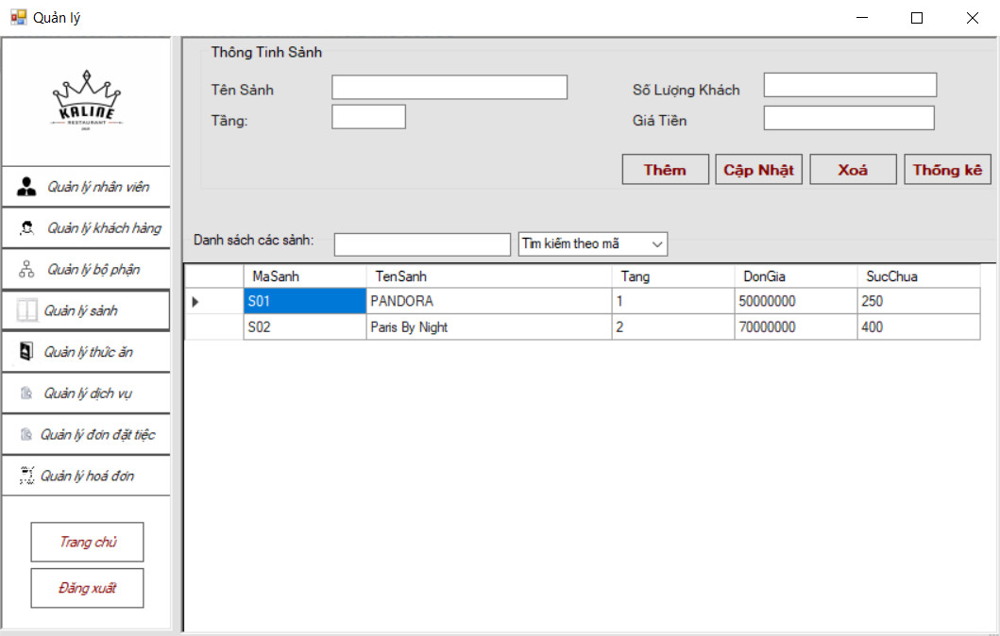 Quản lý
KALINE
RESTAURANT
Quản lý nhân viên
Quản lý khách hàng
Quản lý bộ phận
Quản lý sảnh
Quản lý thức ăn
Quản lý dịch vụ
Quản lý đơn đặt tiệc
Quản lý hoá đơn
Trang chủ
Đăng xuất
Thông Tinh Sảnh
Tên Sảnh
Số Lượng Khách
Tầng:
Giá Tiền
Thêm Cập Nhật Xoá Thống kê
Danh sách các sảnh: Tìm kiếm theo mã
MaSanh TenSanh Tang DonGia SucChua
S01 PANDORA 1 50000000 250
S02 Paris By Night 2 70000000 400